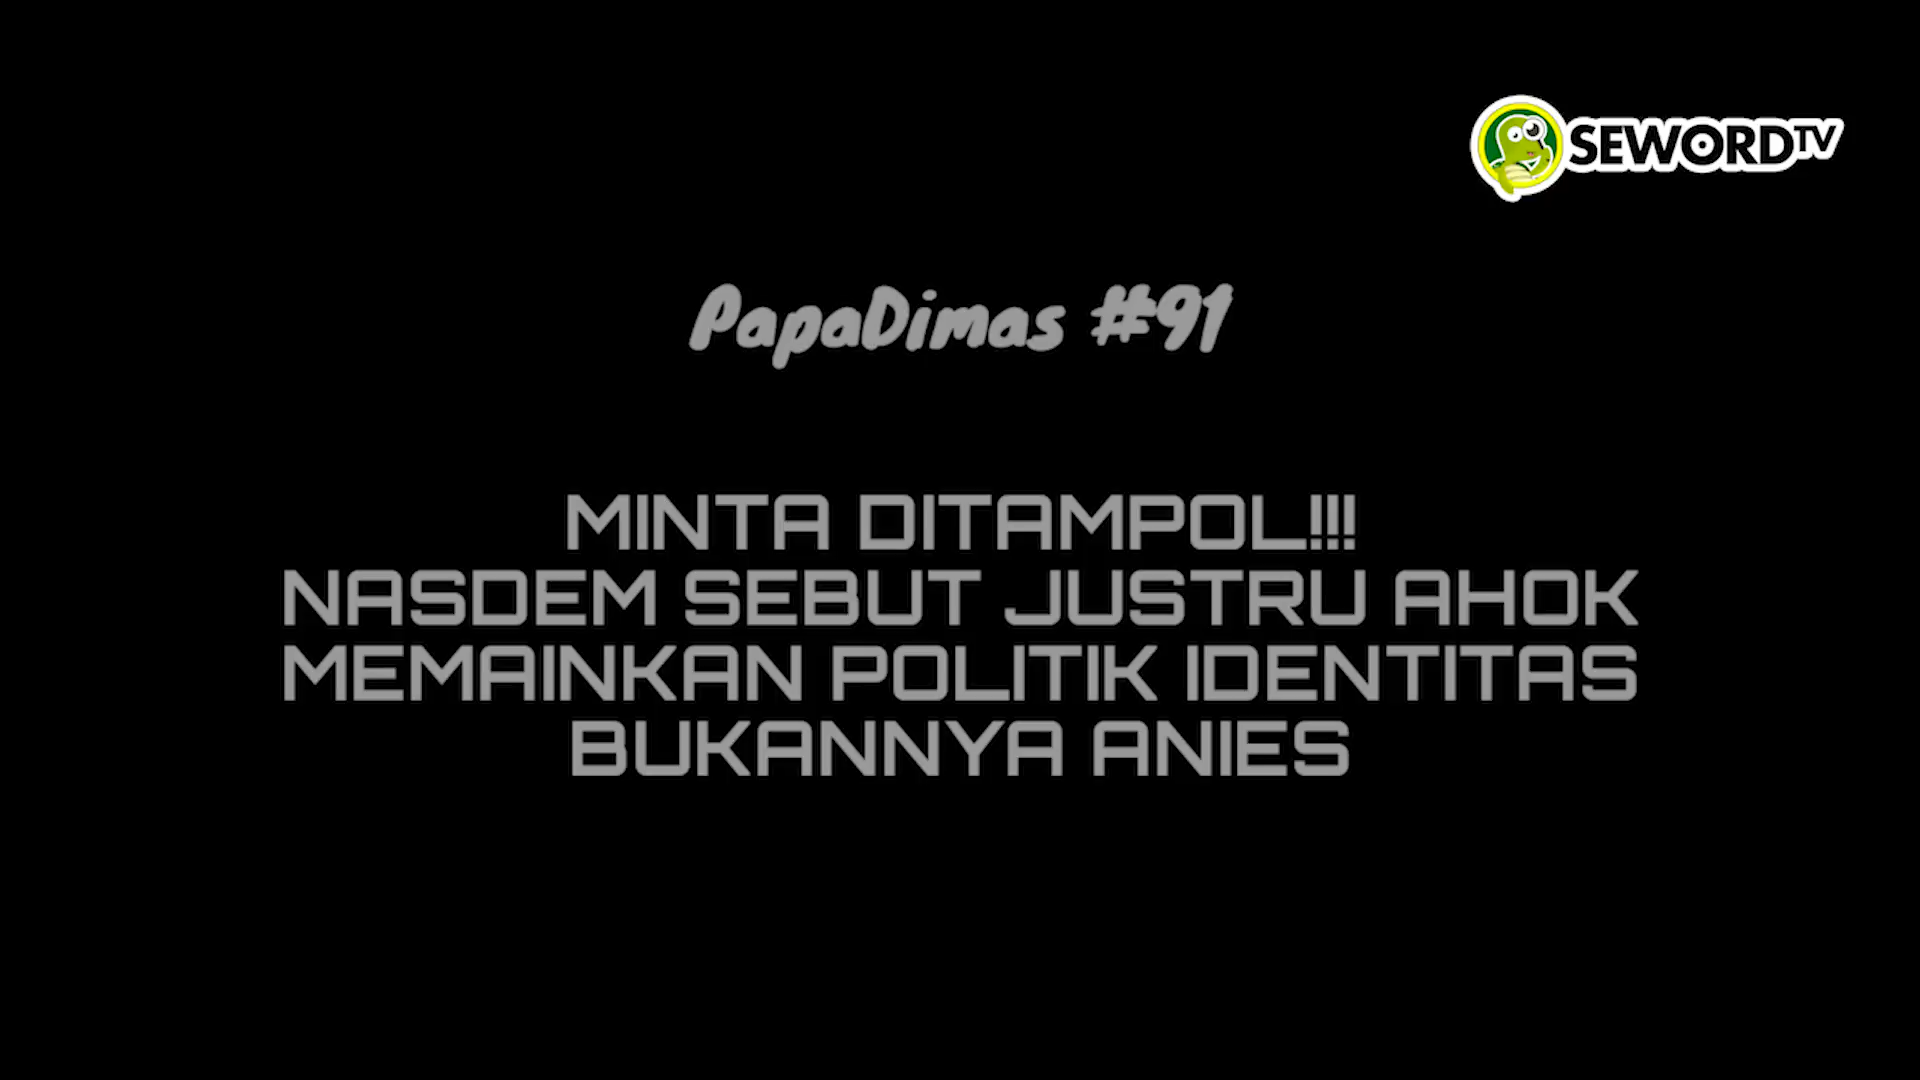 SEWORDTV
PapaDimas #91
MINTA DITAMPOL!!!
NASDEM SEBUT JUSTRU AHOK
MEMAINKAN POLITIK IDENTITAS
BUKANNYA ANIES